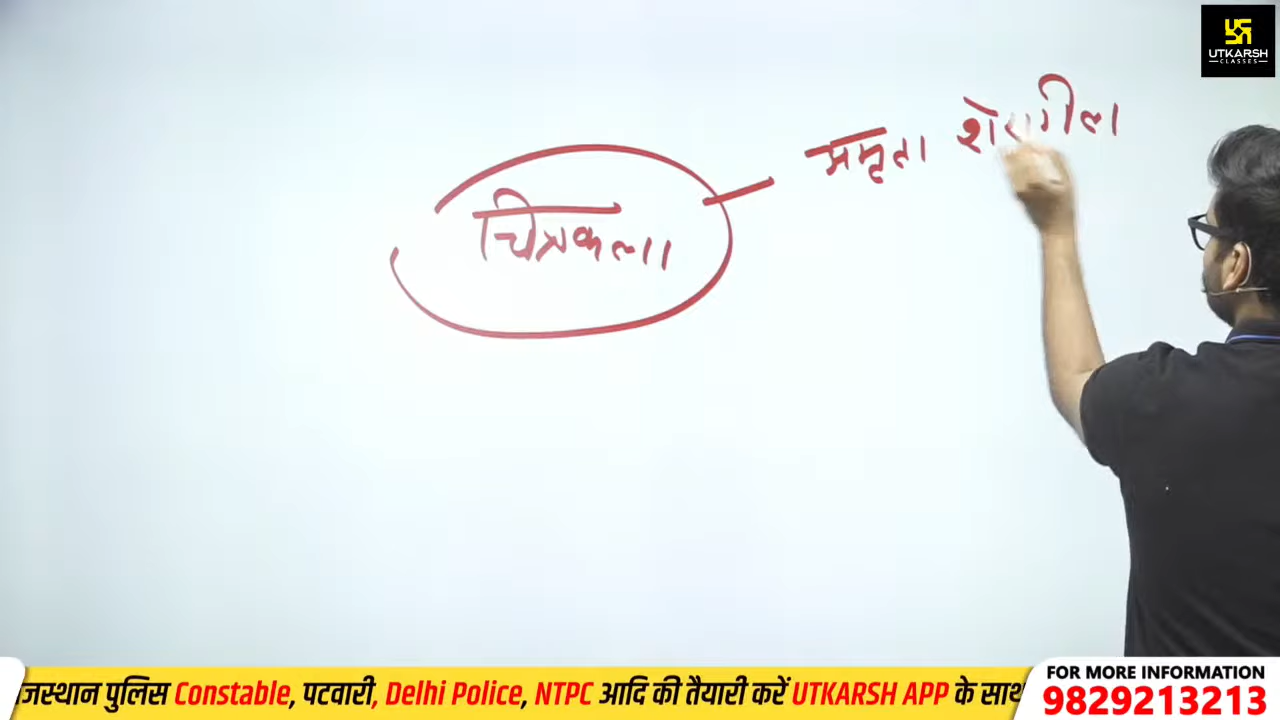 UTKARSH
CLASSES
अमृता शेरगील
चित्रकला
जस्थान पुलिस Constable, पटवारी, Delhi Police, NTPC आदि की तैयारी करें UTKARSH APP के साथ
FOR MORE INFORMATION
9829213213